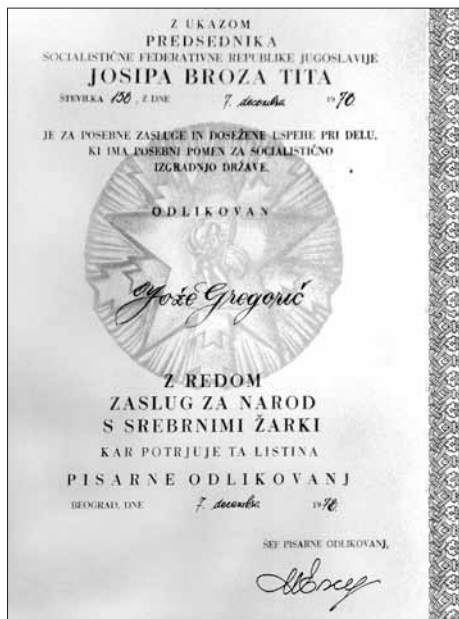 Z UKAZOM
PREDSEDNIKA
SOCIALISTIČNE FEDERATIVNE REPUBLIKE JUGOSLAVIJE
JOSIPA BROZA TITA
ŠTEVILKA 138, Z DNE 7. decembra 1970.
JE ZA POSEBNE ZASLUGE IN DOSEŽENE USPEHE PRI DELU,
KI IMA POSEBNI POMEN ZA SOCIALISTIČNO
IZGRADNJO DRŽAVE,
ODLIKOVAN
Jože Gregorič
Z REDOM
ZASLUG ZA NAROD
S SREBRNIMI ŽARKI
KAR POTRJUJE TA LISTINA
PISARNE ODLIKOVANJ
BEOGRAD, DNE 7. decembra 1970.
ŠEF PISARNE ODLIKOVANJ,